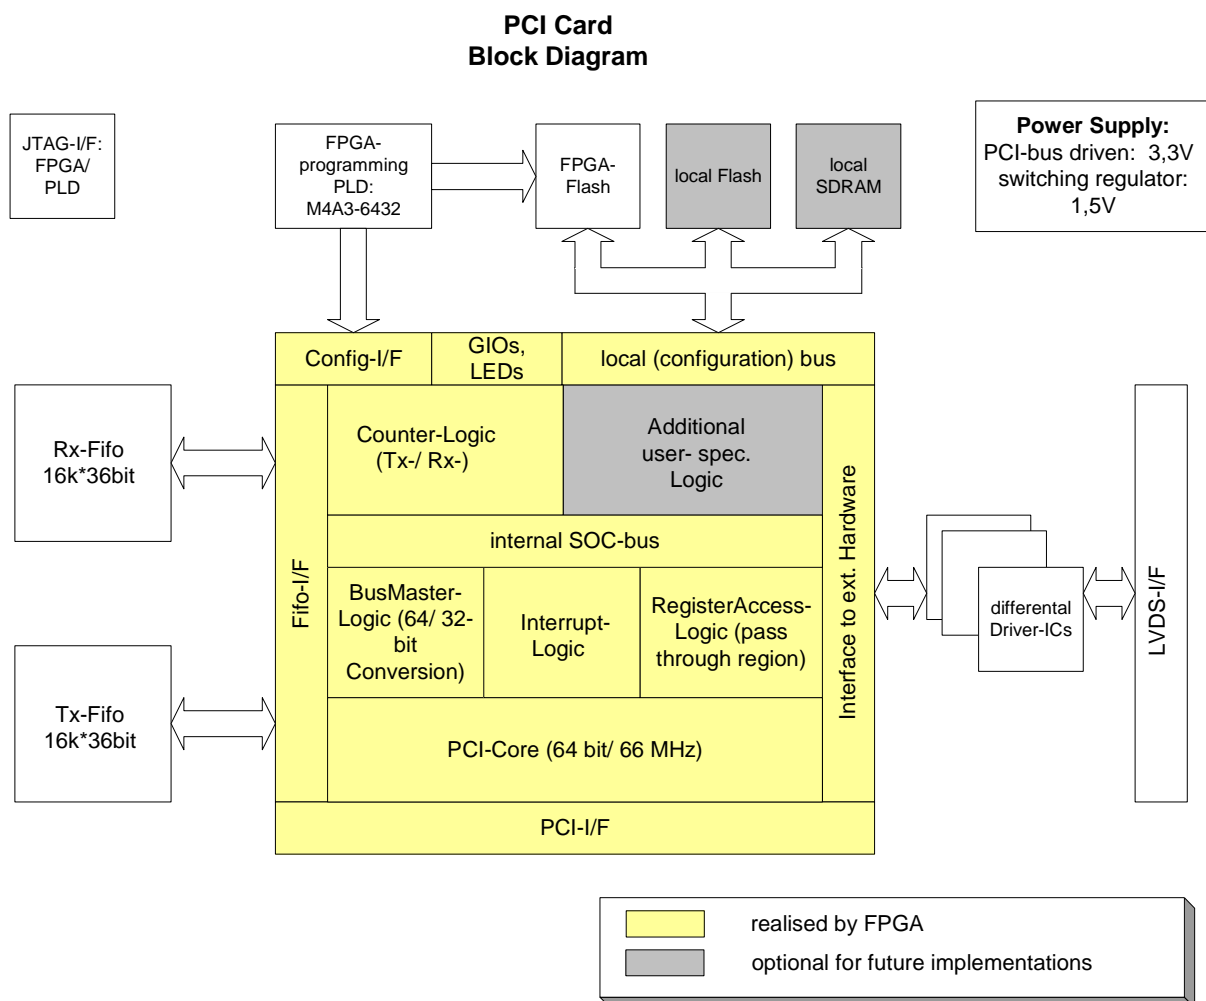 PCI Card
Block Diagram
JTAG-I/F:
FPGA/
PLD
FPGA-
programming
PLD:
M4A3-6432
FPGA-
Flash
local Flash
local
SDRAM
Power Supply:
PCI-bus driven: 3,3V
switching regulator:
1,5V
Config-I/F
GIOs,
LEDs
local (configuration) bus
Rx-Fifo
16k*36bit
Counter-Logic
(Tx-/ Rx-)
Additional
user- spec.
Logic
internal SOC-bus
Fifo-I/F
BusMaster-
Logic (64/ 32-
bit
Conversion)
Interrupt-
Logic
RegisterAccess-
Logic (pass
through region)
Interface to ext. Hardware
differental
Driver-ICs
LVDS-I/F
Tx-Fifo
16k*36bit
PCI-Core (64 bit/ 66 MHz)
PCI-I/F
realised by FPGA
optional for future implementations